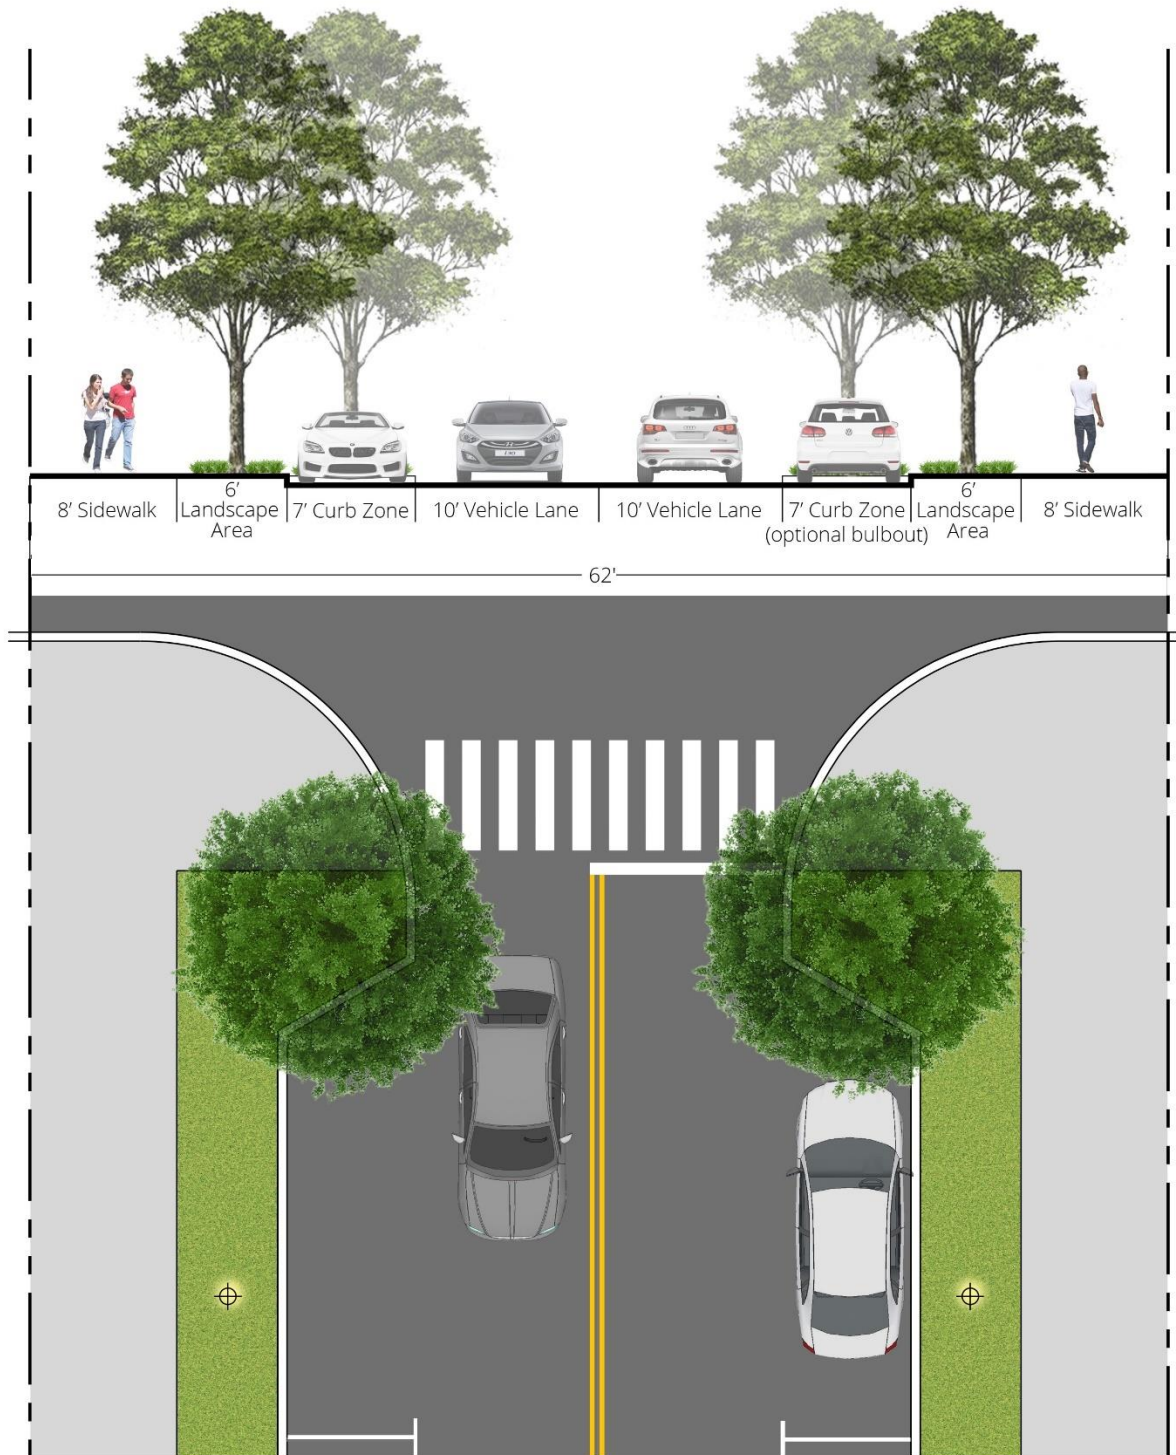 8’ Sidewalk
6’
Landscape
Area
7’ Curb Zone
10’ Vehicle Lane
10’ Vehicle Lane
7’ Curb Zone
(optional bulbout)
6’
Landscape
Area
8’ Sidewalk
62'